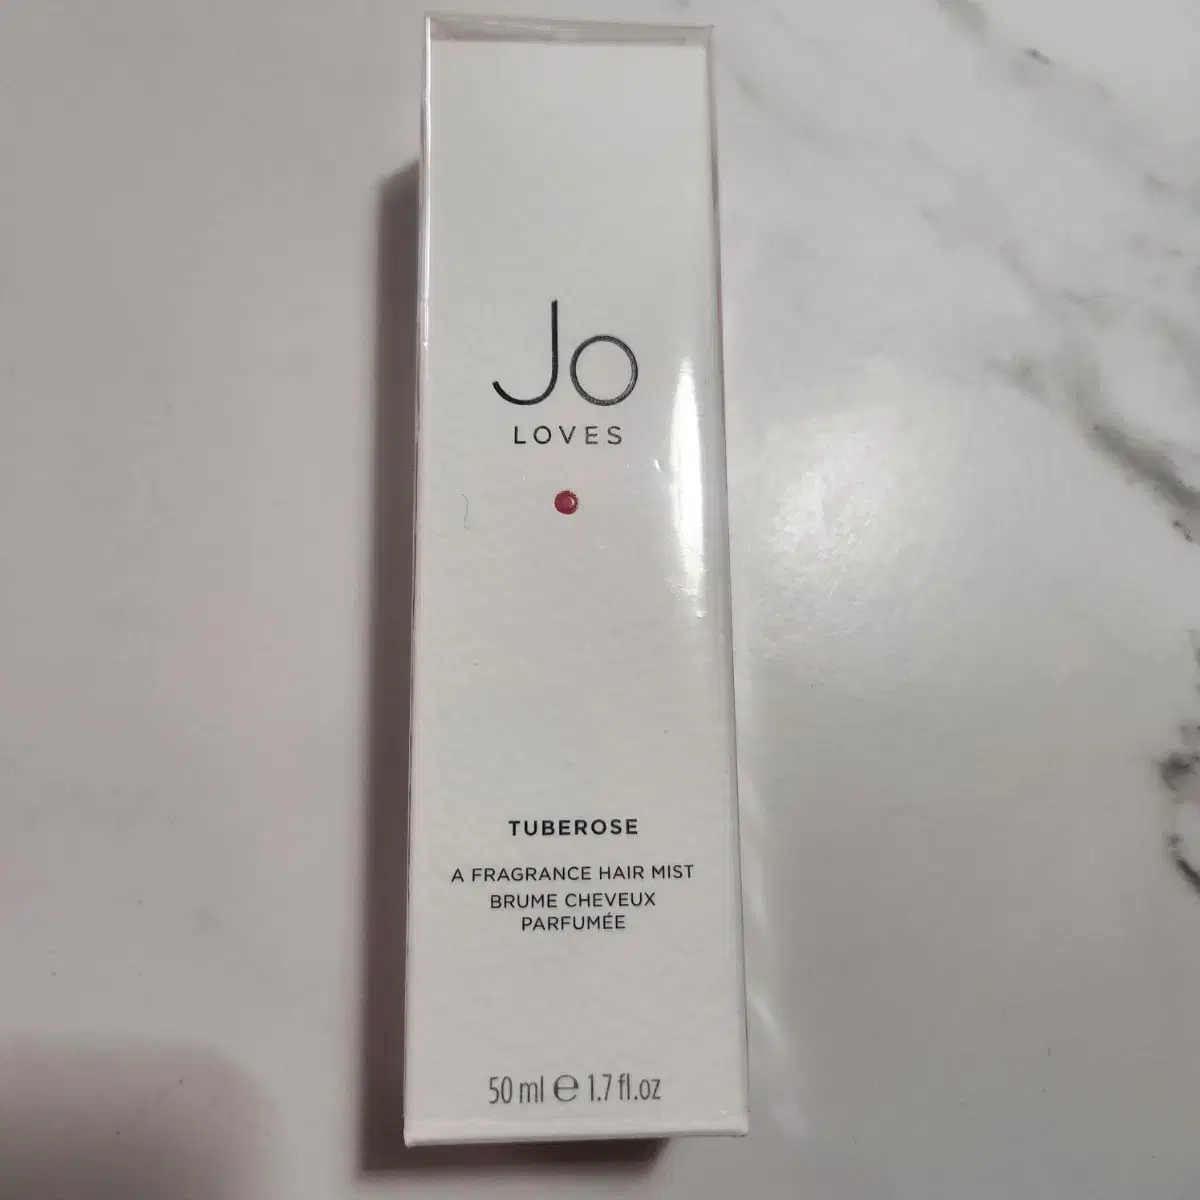 Jo
LOVES
TUBEROSE
A FRAGRANCE HAIR MIST
BRUME CHEVEUX
PARFUMÉE
50 ml ℮ 1.7 fl.oz